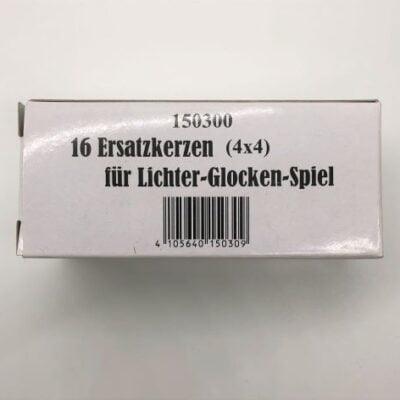 150300
16 Ersatzkerzen (4x4)
für Lichter-Glocken-Spiel
4 105640 150309